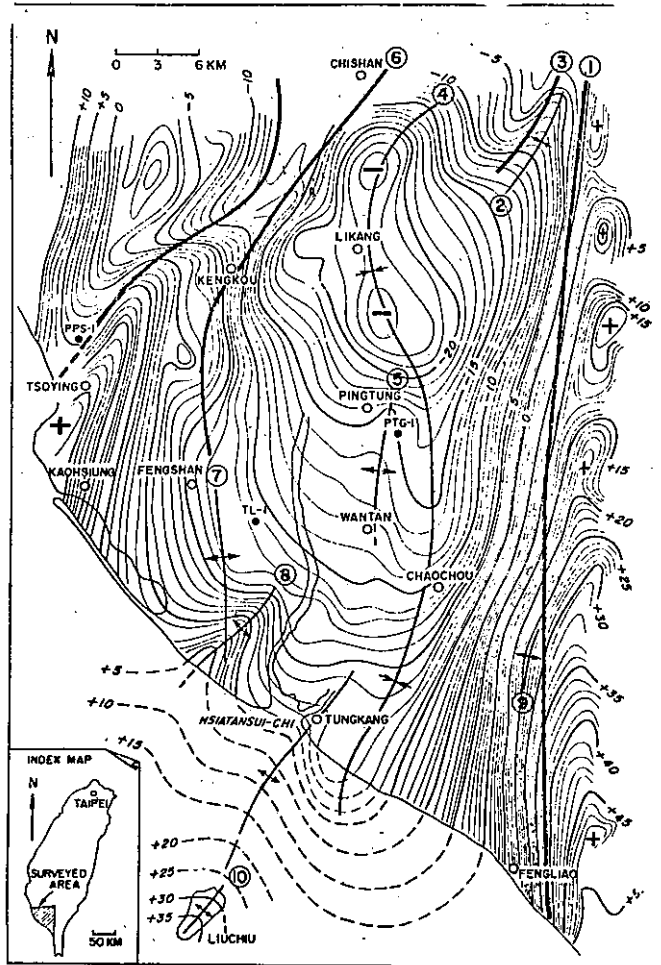 N
0 3 6 KM
CHISHAN
6
4
-10
-5
3
1
+10
+5
0
-5
-10
2
LIKANG
KENGKOU
+5
+10
+15
PPS-1
TSOYING
-20
-15
-10
-5
0
5
PINGTUNG
PTG-1
+15
KAOHSIUNG
FENGSHAN
7
TL-1
WANTAN
+20
+25
8
CHAOCHOU
+30
+5
+10
+15
HSIATANSUI-CHI.
TUNGKANG
9
+35
+40
+45
INDEX MAP
N
TAIPEI
SURVEYED
AREA
50 KM
+20
+25
+30
+35
10
LIUCHIU
FENGLIAO